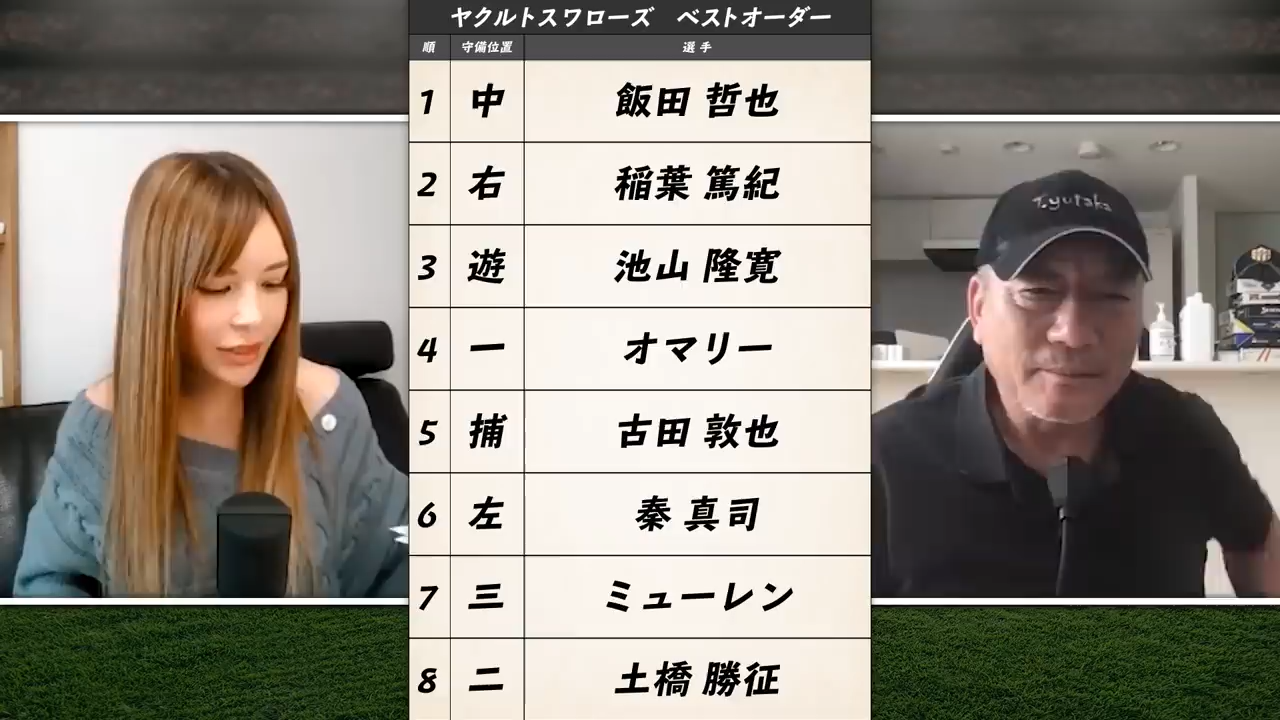 ヤクルトスワローズ ベストオーダー
順 守備位置 選手
1 中 飯田 哲也
2 右 稲葉 篤紀
3 遊 池山 隆寛
4 一 オマリー
5 捕 古田 敦也
6 左 秦 真司
7 三 ミューレン
8 二 土橋 勝征